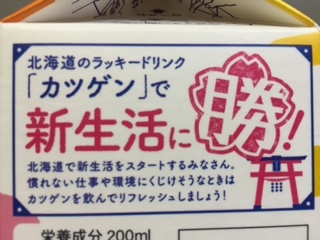 北海道のラッキードリンク
「カツゲン」で
新生活に勝!
北海道で新生活をスタートするみなさん。
慣れない仕事や環境にくじけそうなときは
カツゲンを飲んでリフレッシュしましょう!
栄養成分 200ml